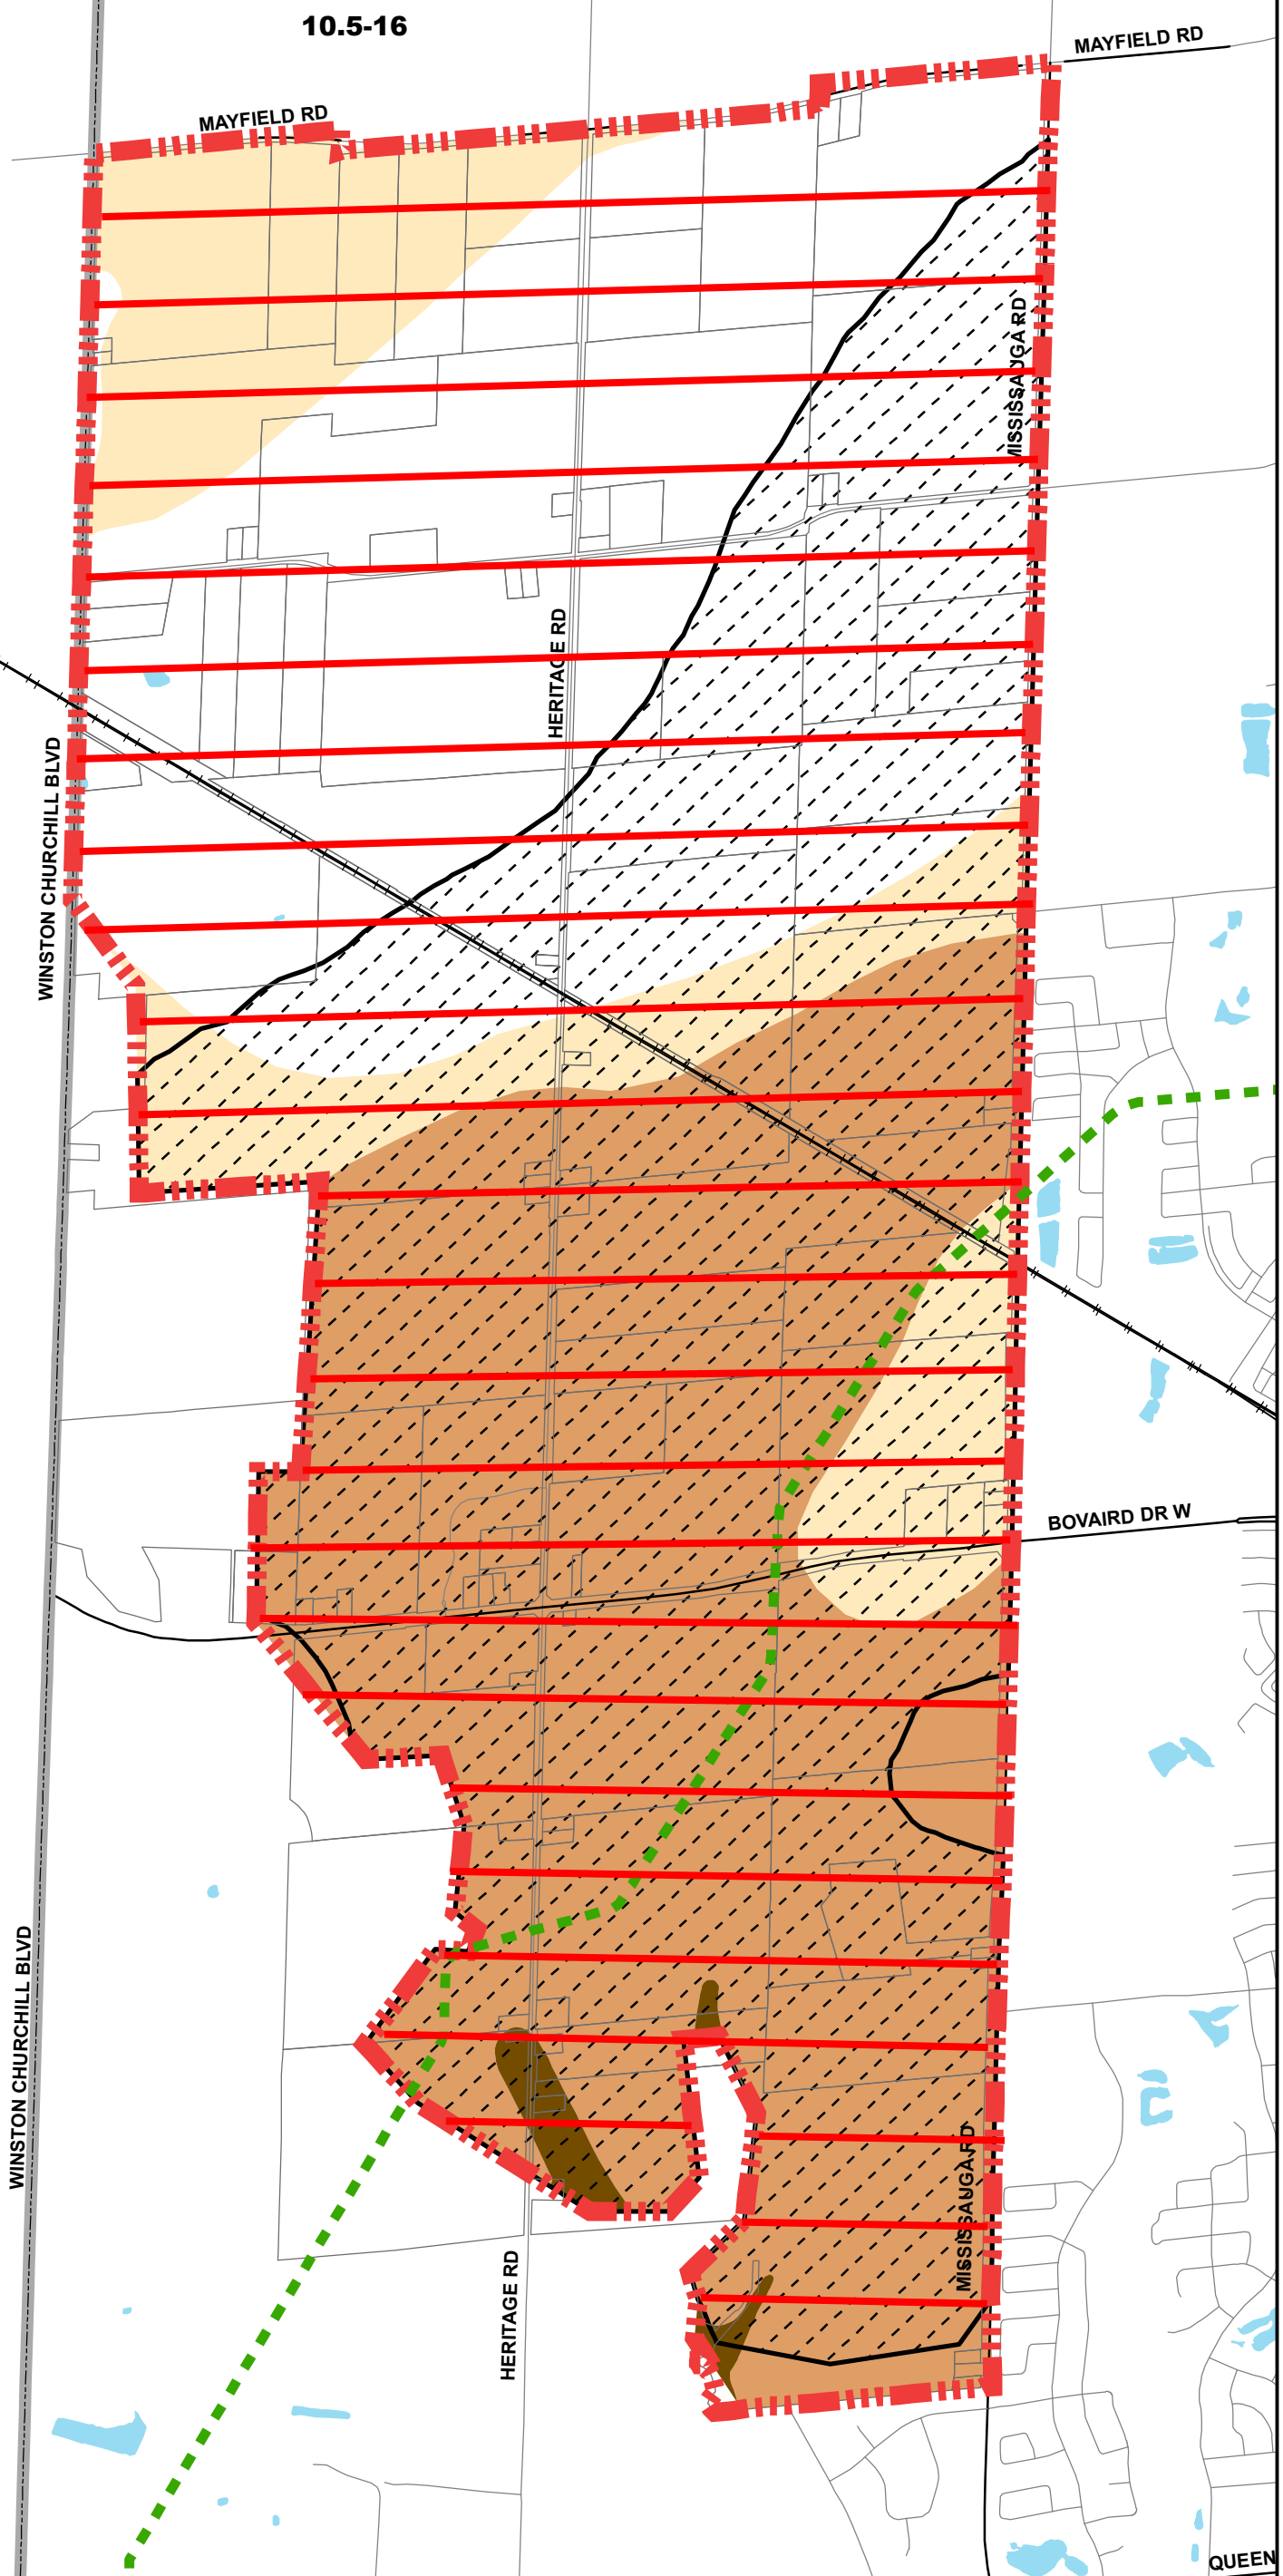 10.5-16
MAYFIELD RD
MAYFIELD RD
MISSISSAUGA RD
HERITAGE RD
WINSTON CHURCHILL BLVD
BOVAIRD DR W
WINSTON CHURCHILL BLVD
MISSISSAUGA RD
HERITAGE RD
QUEEN